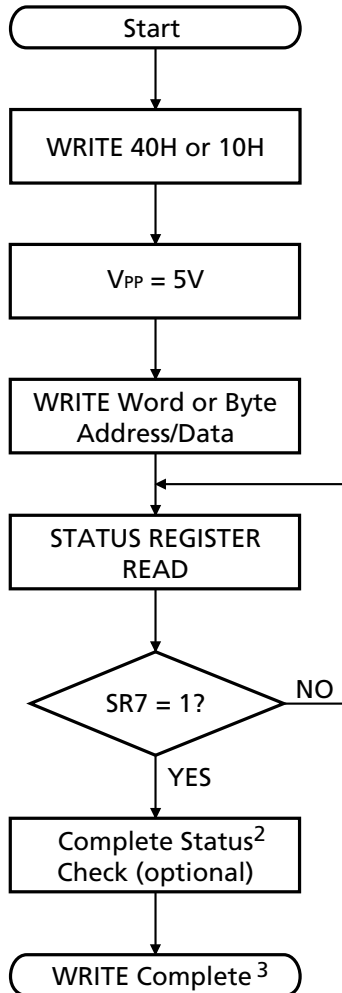 Start
WRITE 40H or 10H
VPP = 5V
WRITE Word or Byte
Address/Data
STATUS REGISTER
READ
SR7 = 1?
NO
YES
Complete Status2
Check (optional)
WRITE Complete 3